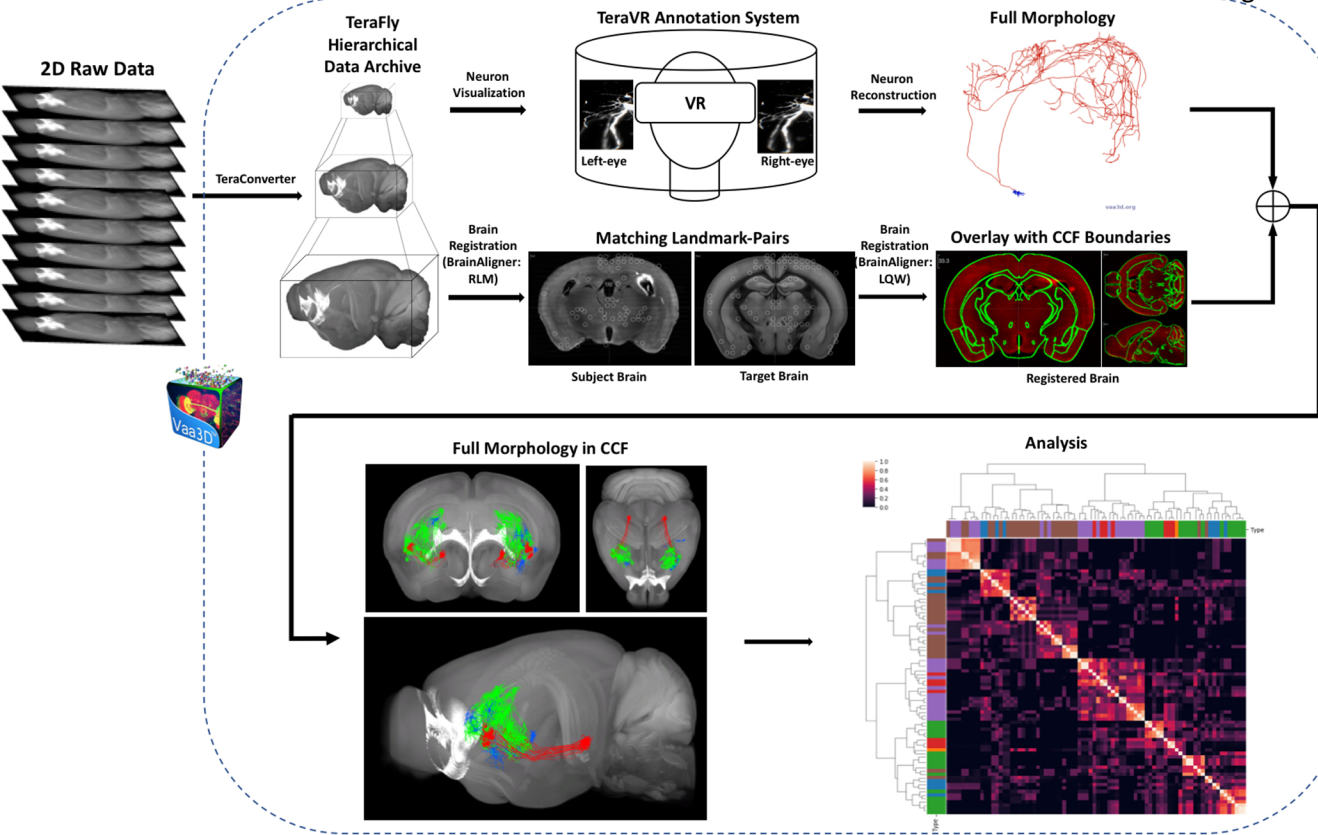 2D Raw Data
TeraConverter
TeraFly
Hierarchical
Data Archive
Neuron
Visualization
TeraVR Annotation System
VR
Left-eye
Right-eye
Neuron
Reconstruction
Full Morphology
vaa3d.org
Brain
Registration
(BrainAligner:
RLM)
Matching Landmark-Pairs
Subject Brain
Target Brain
Brain
Registration
(BrainAligner:
LQW)
Overlay with CCF Boundaries
Registered Brain
Vaa3D
Full Morphology in CCF
Analysis
1.0
0.8
0.6
0.4
0.2
0.0
Type
Type